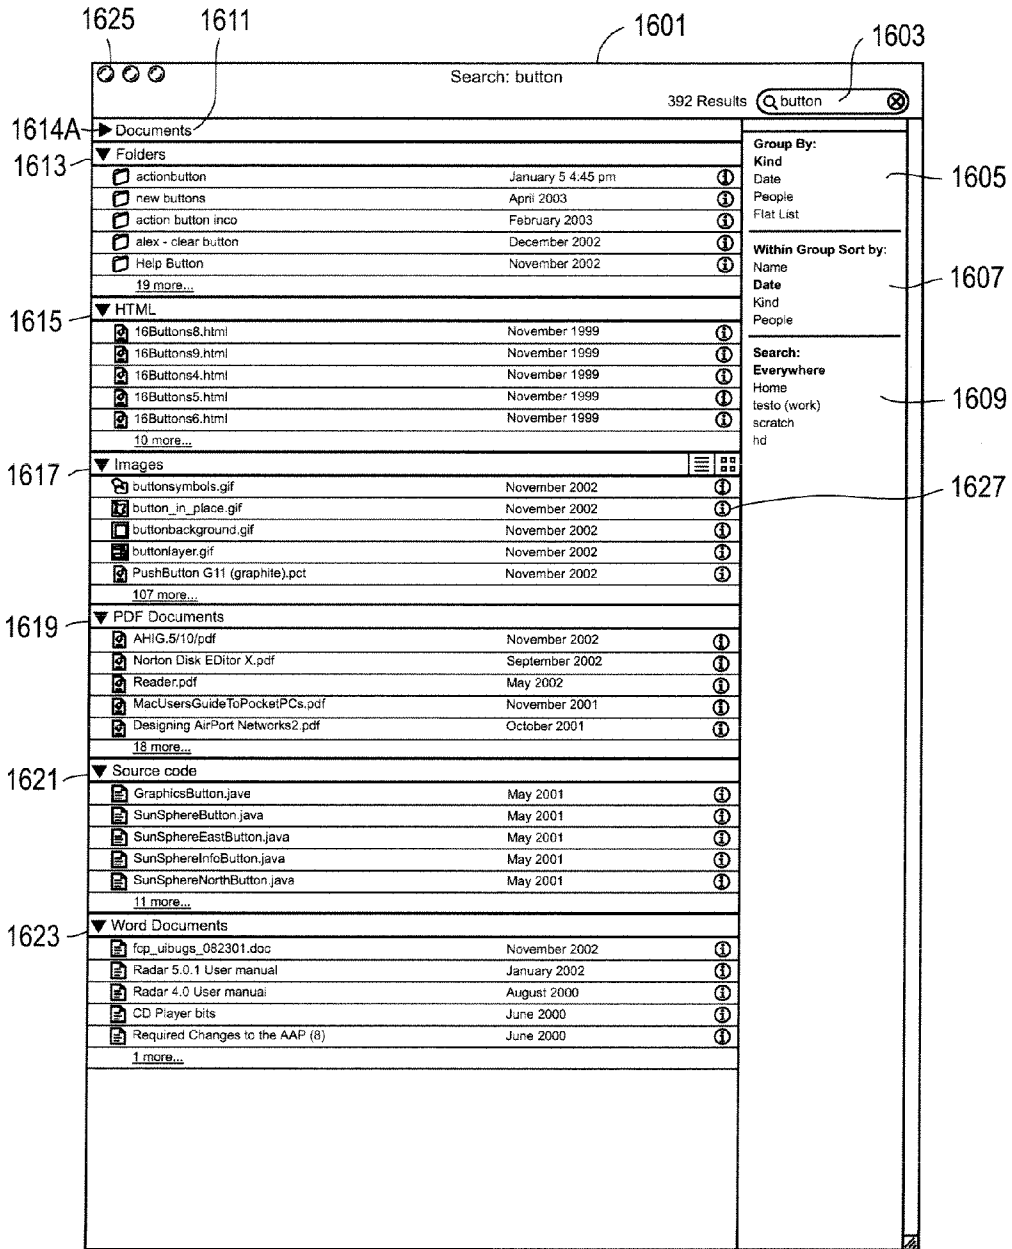 1625 1611 1601 1603
Search: button
392 Results button
1614A Documents
1613 Folders
actionbutton January 5 4:45 pm
new buttons April 2003
action button inco February 2003
alex - clear button December 2002
Help Button November 2002
19 more...
1615 HTML
16Buttons8.html November 1999
16Buttons9.html November 1999
16Buttons4.html November 1999
16Buttons5.html November 1999
16Buttons6.html November 1999
10 more...
1617 Images
buttonsymbols.gif November 2002
button_in_place.gif November 2002
buttonbackground.gif November 2002
buttonlayer.gif November 2002
PushButton G11 (graphite).pct November 2002
107 more...
1619 PDF Documents
AHIG.5/10/pdf November 2002
Norton Disk EDitor X.pdf September 2002
Reader.pdf May 2002
MacUsersGuideToPocketPCs.pdf November 2001
Designing AirPort Networks2.pdf October 2001
18 more...
1621 Source code
GraphicsButton.jave May 2001
SunSphereButton.java May 2001
SunSphereEastButton.java May 2001
SunSphereInfoButton.java May 2001
SunSphereNorthButton.java May 2001
11 more...
1623 Word Documents
fcp_uibugs_082301.doc November 2002
Radar 5.0.1 User manual January 2002
Radar 4.0 User manual August 2000
CD Player bits June 2000
Required Changes to the AAP (8) June 2000
1 more...
Group By:
Kind
Date 1605
People
Flat List
Within Group Sort by:
Name
Date 1607
Kind
People
Search:
Everywhere
Home 1609
testo (work)
scratch
hd
1627